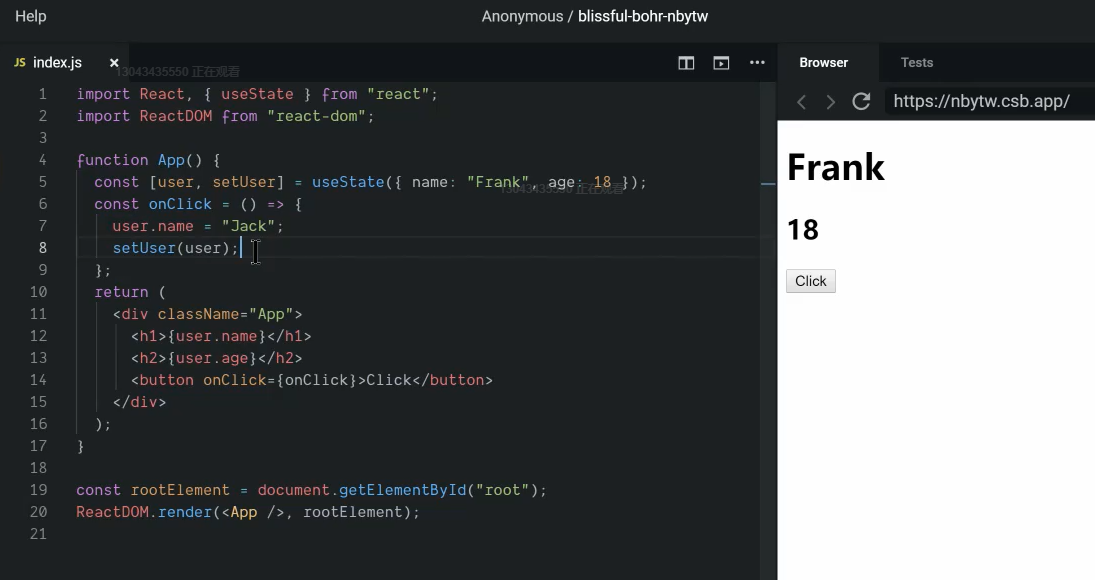 Help
Anonymous / blissful-bohr-nbytw
JS index.js ×
13043435550 正在观看
Browser
Tests
https://nbytw.csb.app/
1 import React, { useState } from "react";
2 import ReactDOM from "react-dom";
3
4 function App() {
5 const [user, setUser] = useState({ name: "Frank", age: 18 });
13043435550 正在观看
6 const onClick = () => {
7 user.name = "Jack";
8 setUser(user);
9 };
10 return (
11 <div className="App">
12 <h1>{user.name}</h1>
13 <h2>{user.age}</h2>
14 <button onClick={onClick}>Click</button>
15 </div>
16 );
17 }
18
19 const rootElement = document.getElementById("root");
20 ReactDOM.render(<App />, rootElement);
21
Frank
18
Click